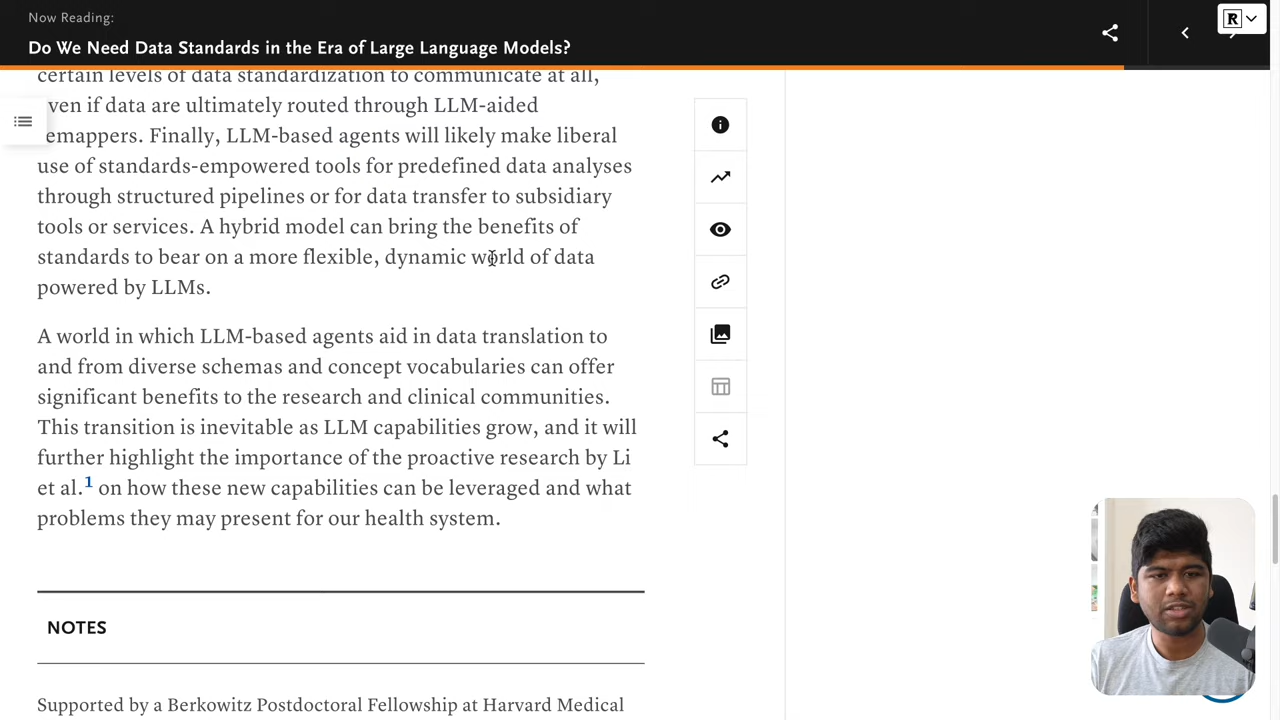 Now Reading:
Do We Need Data Standards in the Era of Large Language Models?
R
certain levels of data standardization to communicate at all,
ven if data are ultimately routed through LLM-aided
emappers. Finally, LLM-based agents will likely make liberal
use of standards-empowered tools for predefined data analyses
through structured pipelines or for data transfer to subsidiary
tools or services. A hybrid model can bring the benefits of
standards to bear on a more flexible, dynamic world of data
powered by LLMs.
A world in which LLM-based agents aid in data translation to
and from diverse schemas and concept vocabularies can offer
significant benefits to the research and clinical communities.
This transition is inevitable as LLM capabilities grow, and it will
further highlight the importance of the proactive research by Li
et al.1 on how these new capabilities can be leveraged and what
problems they may present for our health system.
NOTES
Supported by a Berkowitz Postdoctoral Fellowship at Harvard Medical